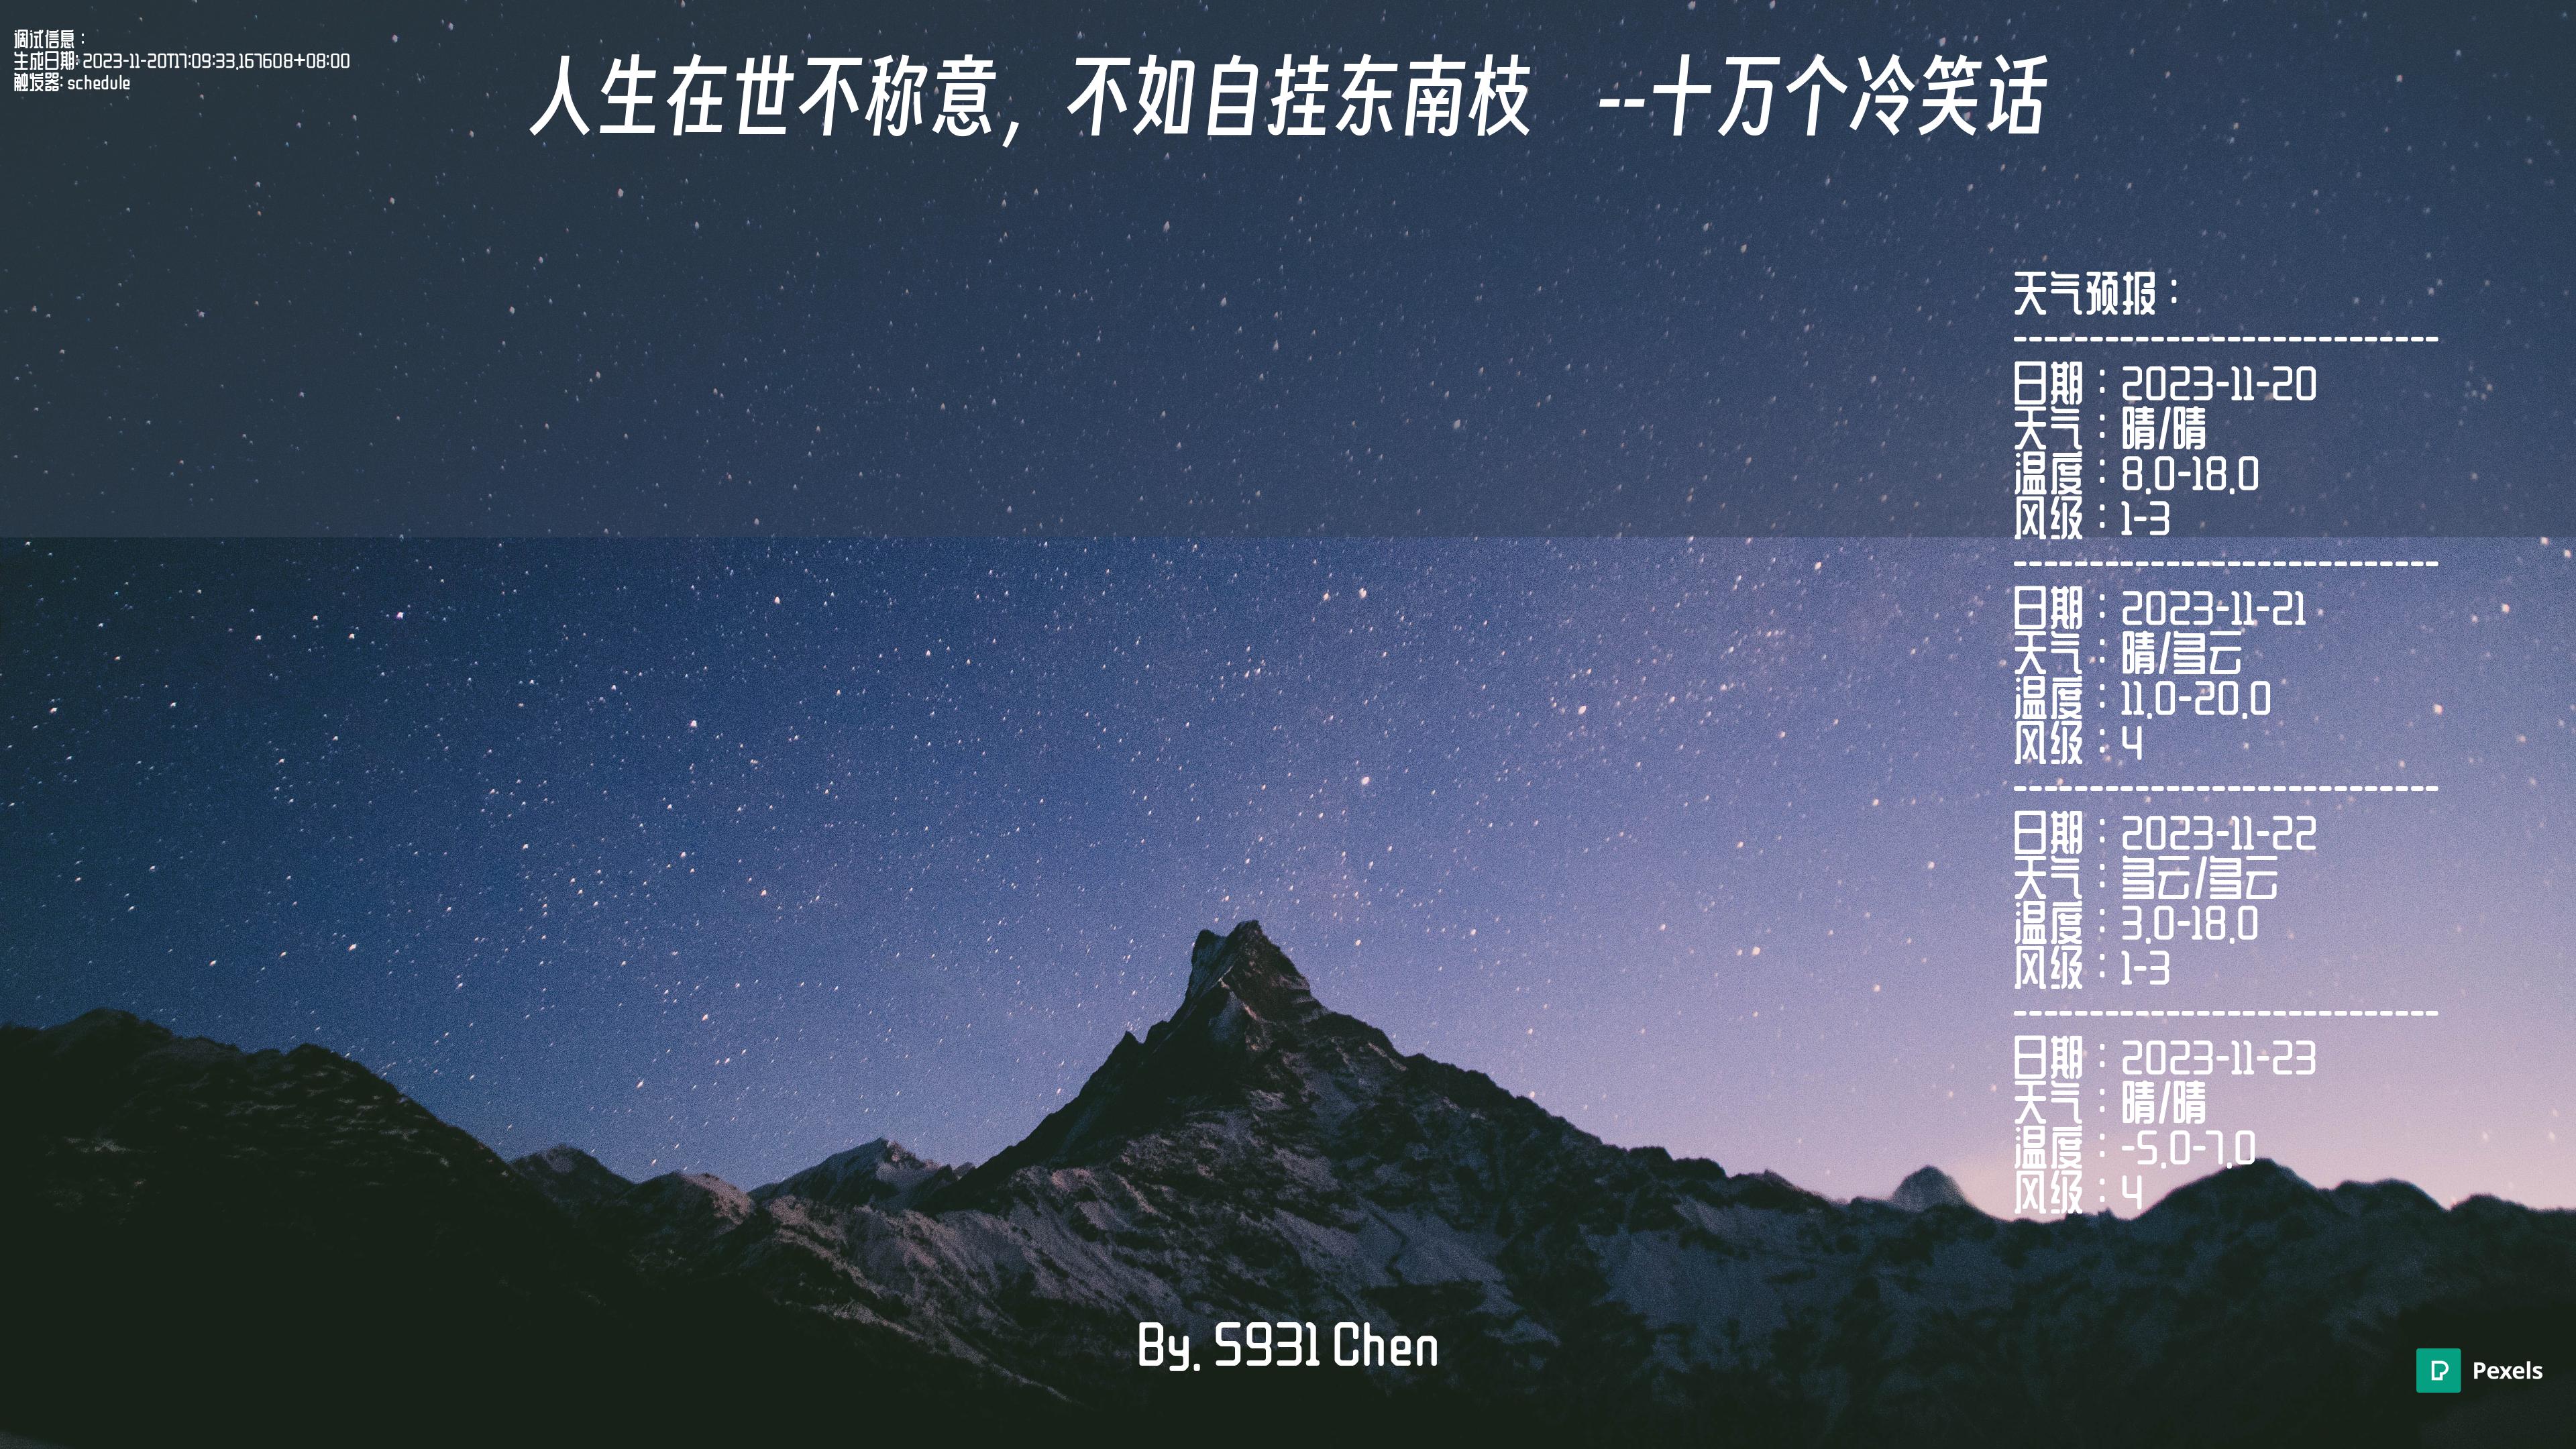 调试信息：
生成日期: 2023-11-20T17:09:33.167608+08:00
触发器: schedule
人生在世不称意，不如自挂东南枝 --十万个冷笑话
天气预报：
----------------------------
日期：2023-11-20
天气：晴/晴
温度：8.0-18.0
风级：1-3
----------------------------
日期：2023-11-21
天气：晴/多云
温度：11.0-20.0
风级：4
----------------------------
日期：2023-11-22
天气：多云/多云
温度：3.0-18.0
风级：1-3
----------------------------
日期：2023-11-23
天气：晴/晴
温度：-5.0-7.0
风级：4
By. S931 Chen
Pexels